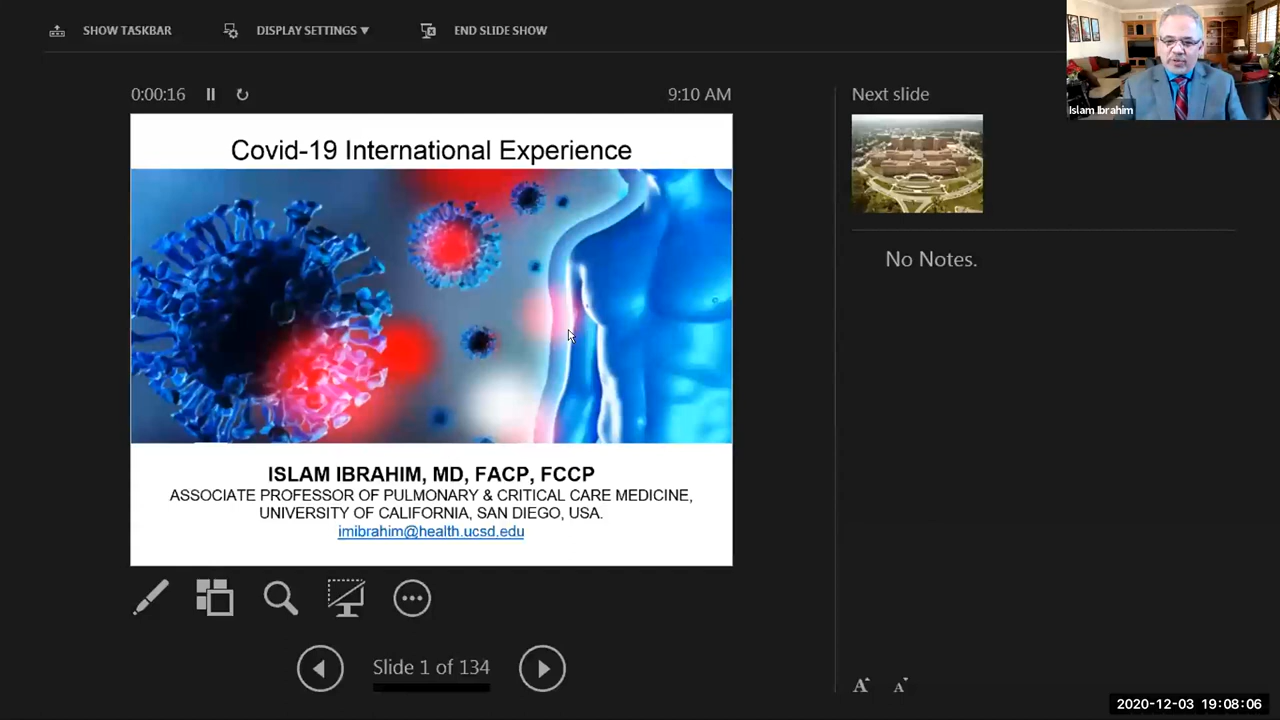 SHOW TASKBAR
DISPLAY SETTINGS ▼
END SLIDE SHOW
Islam Ibrahim
0:00:16
9:10 AM
Covid-19 International Experience
ISLAM IBRAHIM, MD, FACP, FCCP
ASSOCIATE PROFESSOR OF PULMONARY & CRITICAL CARE MEDICINE,
UNIVERSITY OF CALIFORNIA, SAN DIEGO, USA.
imibrahim@health.ucsd.edu
Slide 1 of 134
Next slide
No Notes.
A A
2020-12-03 19:08:06